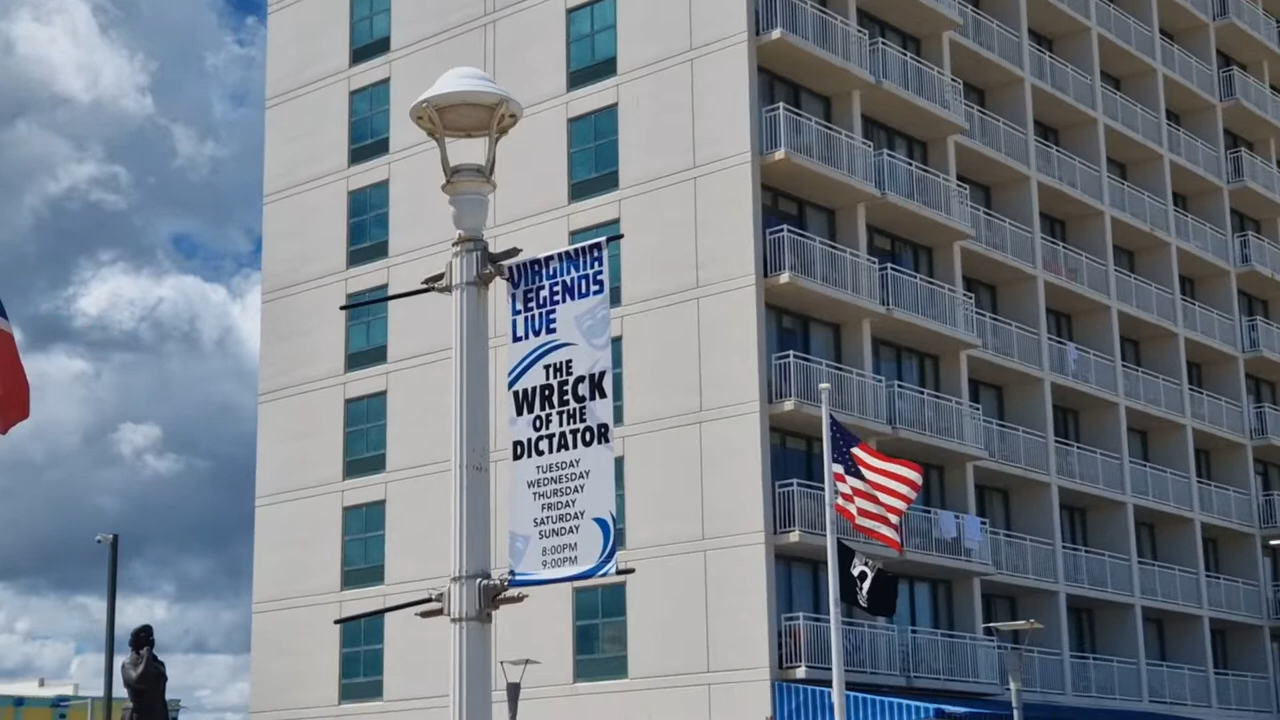 VIRGINIA
LEGENDS
LIVE
THE
WRECK
OF THE
DICTATOR
TUESDAY
WEDNESDAY
THURSDAY
FRIDAY
SATURDAY
SUNDAY
8:00PM
9:00PM